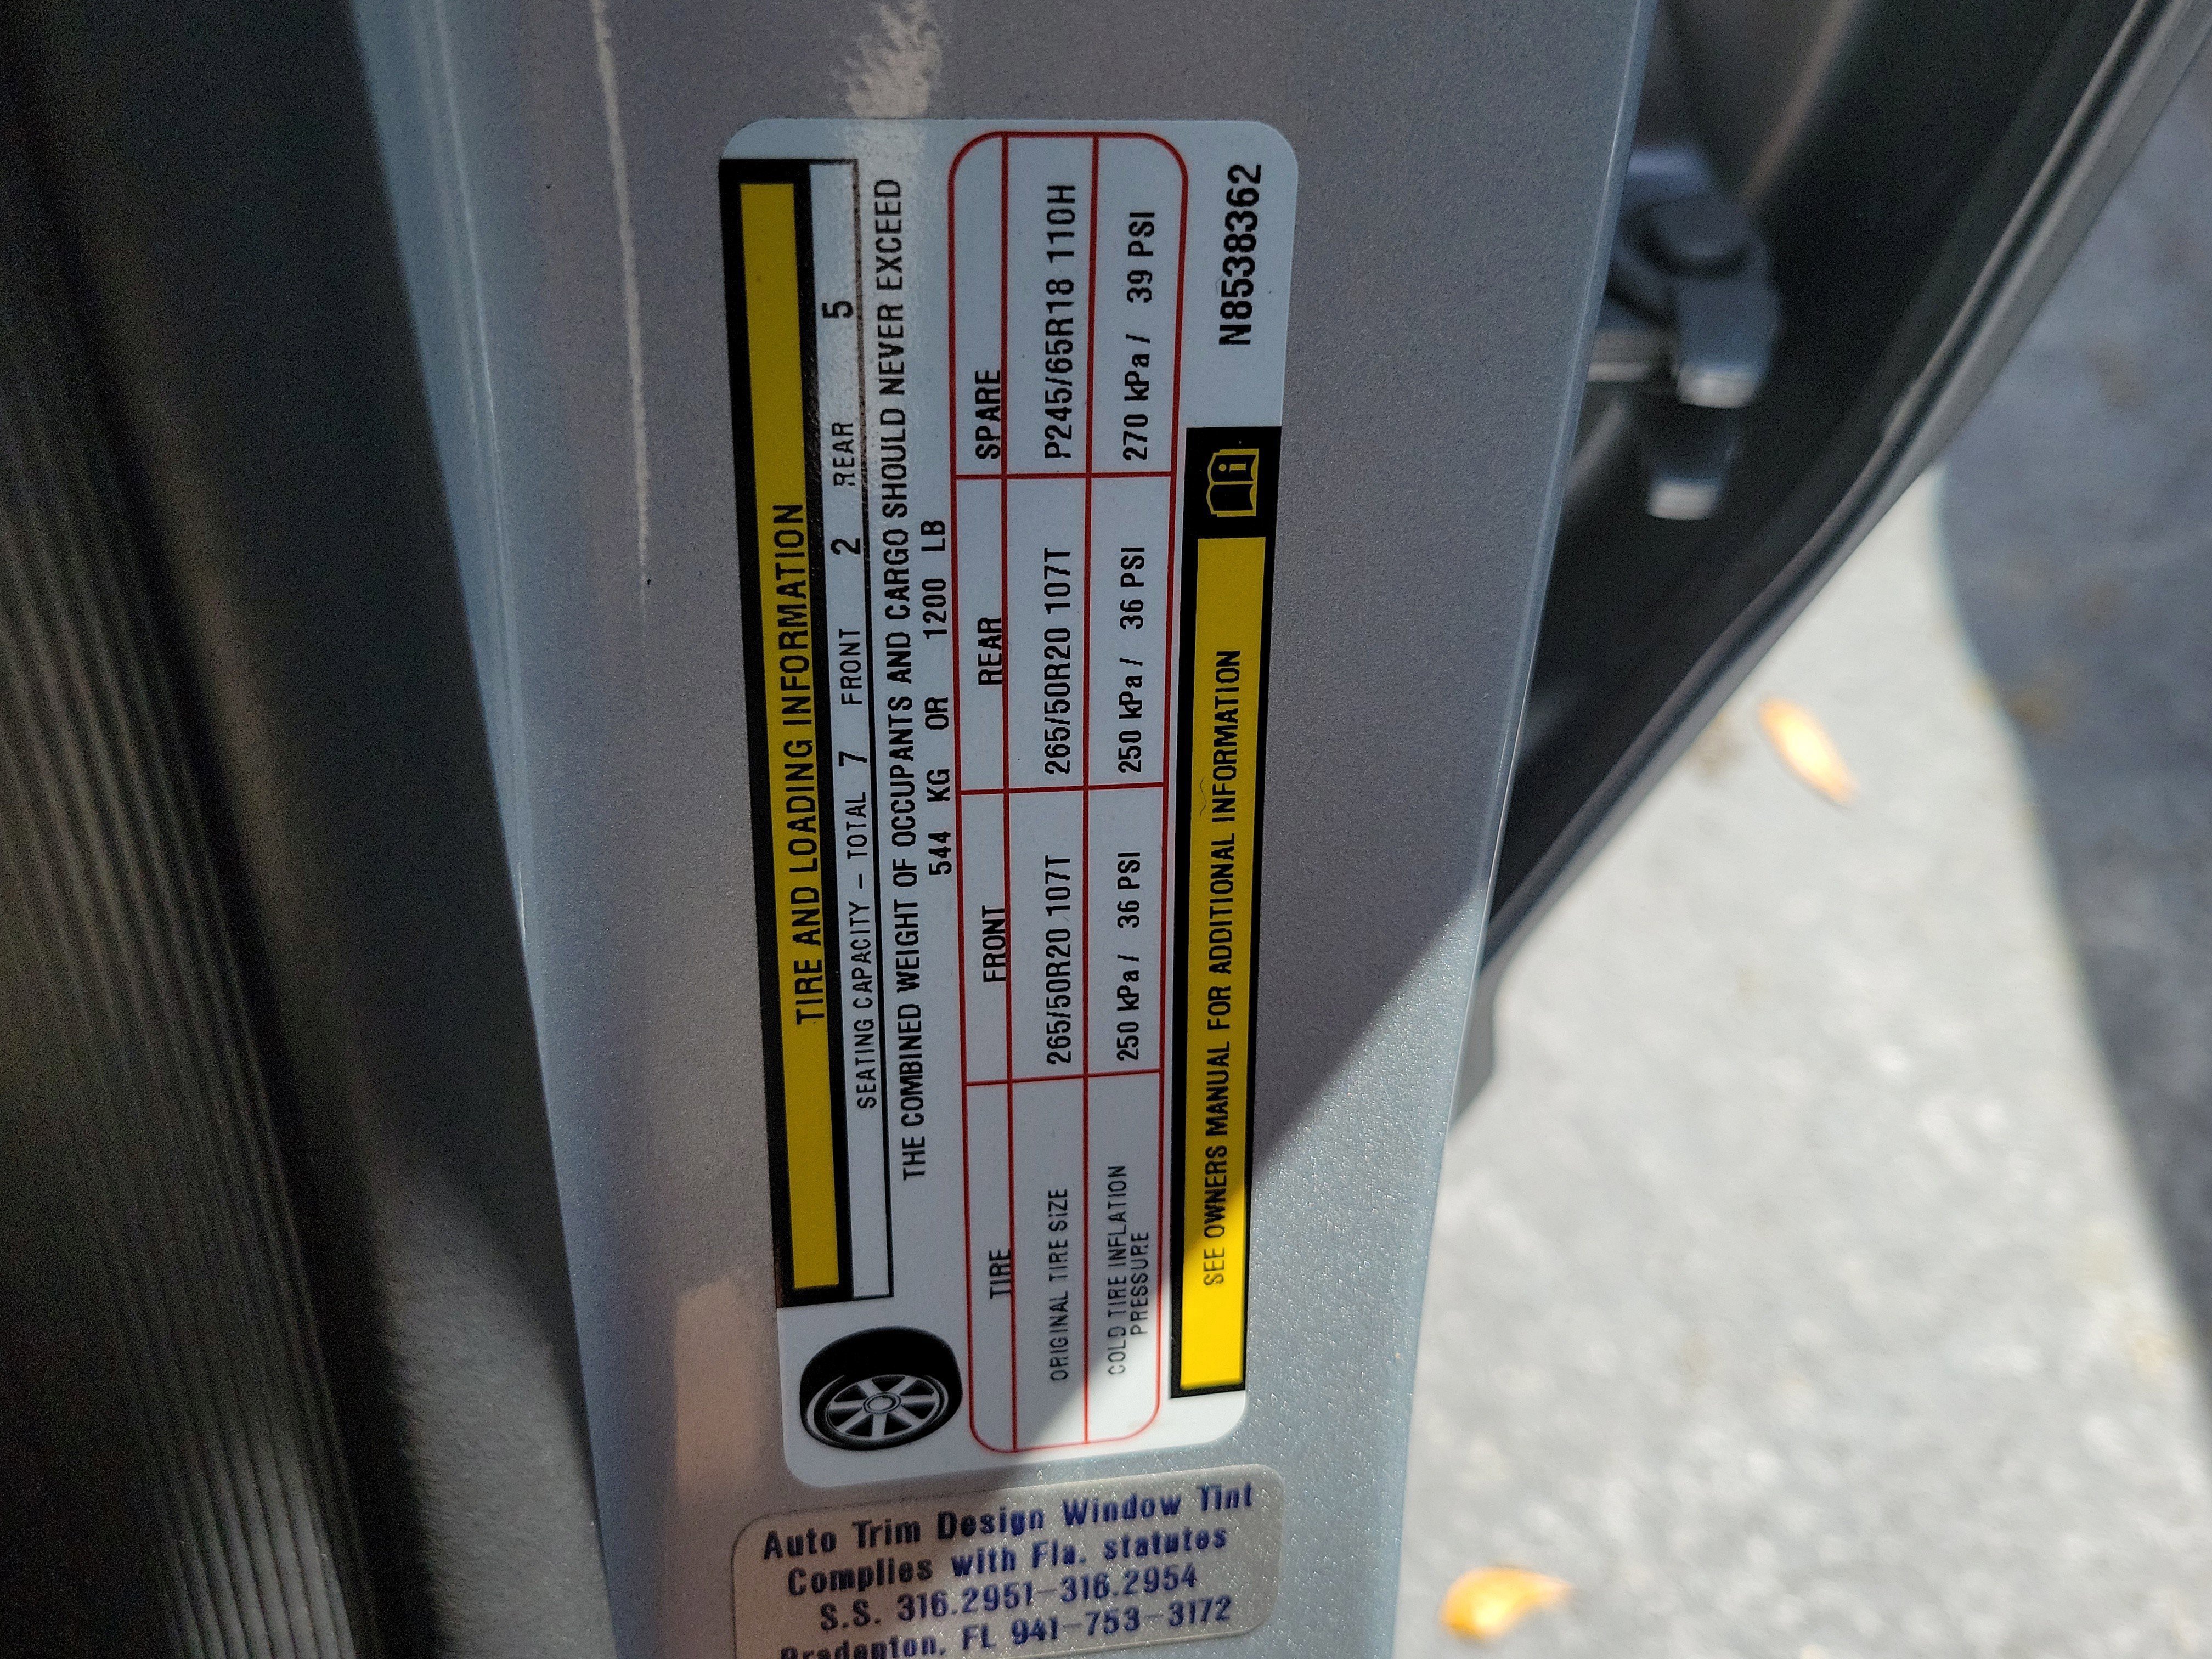 TIRE AND LOADING INFORMATION
SEATING CAPACITY – TOTAL 7 FRONT 2 REAR 5
THE COMBINED WEIGHT OF OCCUPANTS AND CARGO SHOULD NEVER EXCEED
544 KG OR 1200 LB
TIRE FRONT REAR SPARE
ORIGINAL TIRE SIZE 265/50R20 107T 265/50R20 107T P245/65R18 110H
COLD TIRE INFLATION
PRESSURE 250 kPa / 36 PSI 250 kPa / 36 PSI 270 kPa / 39 PSI
SEE OWNERS MANUAL FOR ADDITIONAL INFORMATION
N8538362
Auto Trim Design Window Tint
Complies with Fla. statutes
S.S. 316.2951-316.2954
Bradenton, FL 941-753-3172